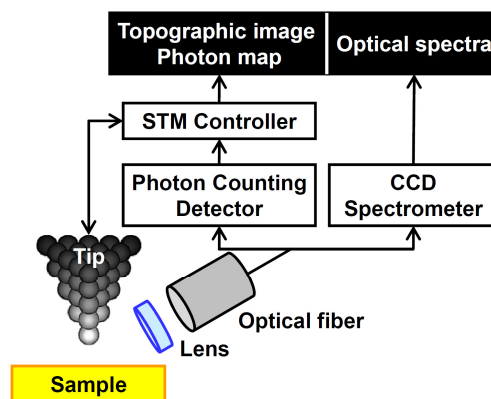 Topographic image
Photon map
Optical spectra
STM Controller
Photon Counting
Detector
CCD
Spectrometer
Tip
Optical fiber
Lens
Sample